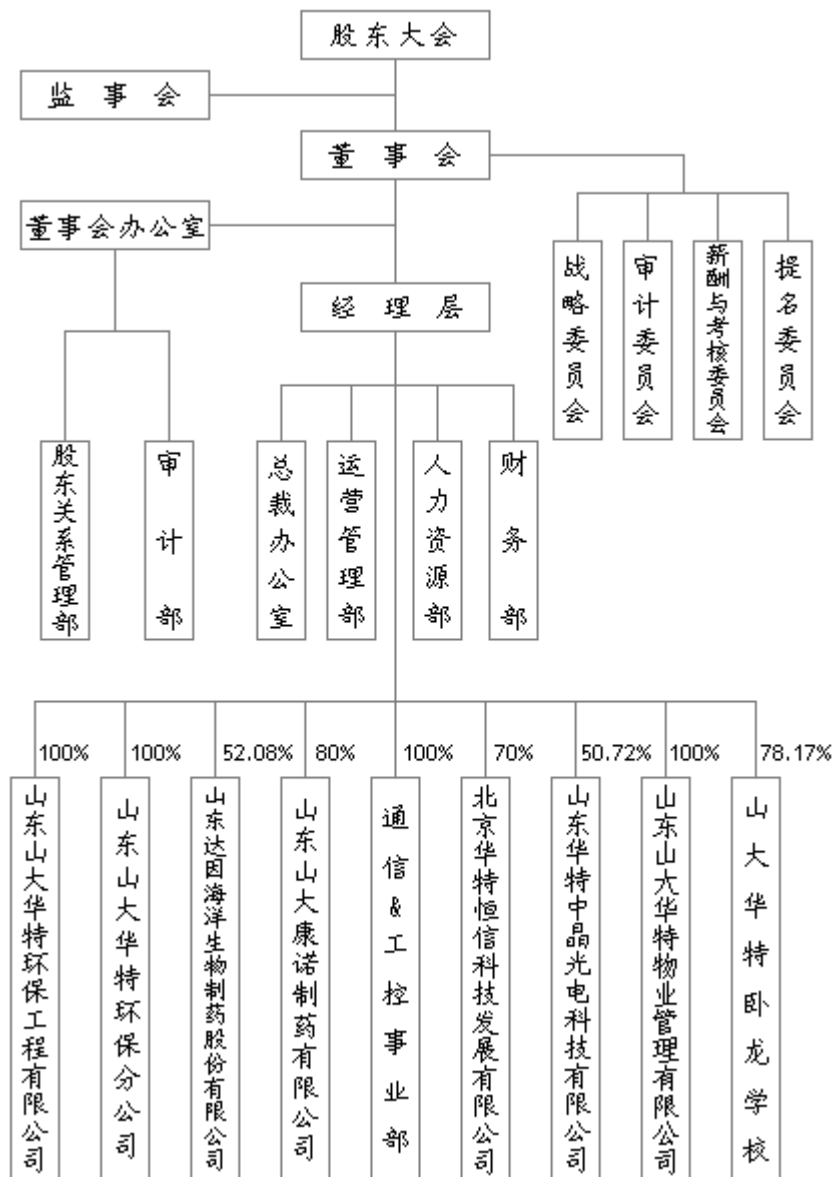 股东大会
监事会
董事会
董事会办公室
战略委员会
审计委员会
薪酬与考核委员会
提名委员会
经理层
股东关系管理部
审计部
总裁办公室
运营管理部
人力资源部
财务部
100%
100%
52.08%
80%
100%
70%
50.72%
100%
78.17%
山东山大华特环保工程有限公司
山东山大华特环保分公司
山东达因海洋生物制药股份有限公司
山东山大康诺制药有限公司
通信&工控事业部
北京华特恒信科技发展有限公司
山东华特中晶光电科技有限公司
山东山大华特物业管理有限公司
山大华特卧龙学校